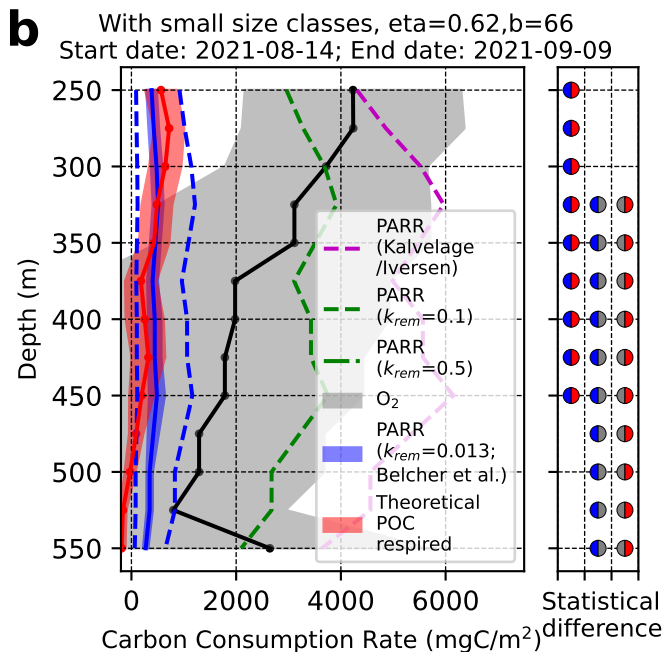 b
With small size classes, eta=0.62,b=66
Start date: 2021-08-14; End date: 2021-09-09
250
300
350
400
450
500
550
Depth (m)
PARR
(Kalvelage
/Iversen)
PARR
(k_rem=0.1)
PARR
(k_rem=0.5)
O₂
PARR
(k_rem=0.013;
Belcher et al.)
Theoretical
POC
respired
0 2000 4000 6000
Carbon Consumption Rate (mgC/m²)
Statistical
difference